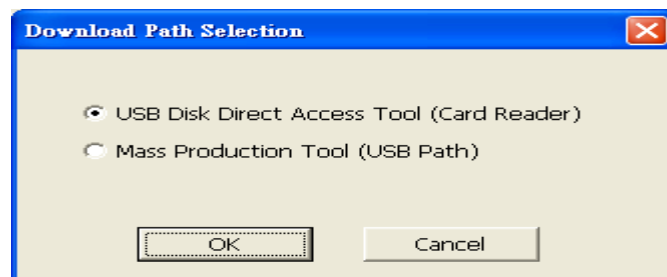 Download Path Selection
USB Disk Direct Access Tool (Card Reader)
Mass Production Tool (USB Path)
OK Cancel